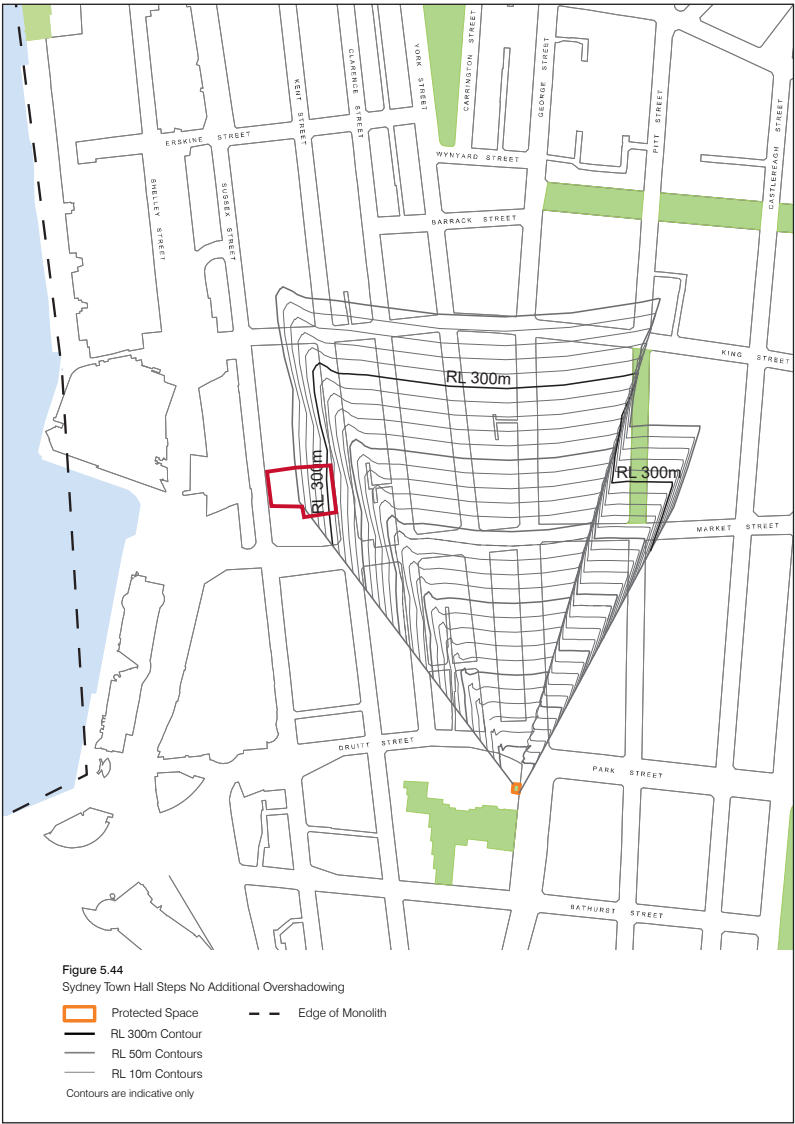 CARRINGTON STREET
YORK STREET
GEORGE STREET
CLARENCE STREET
KENT STREET
PITT STREET
CASTLEREAGH STREET
ERSKINE STREET
WYNYARD STREET
SHELLEY STREET
SUSSEX STREET
BARRACK STREET
KING STREET
RL 300m
RL 300m
RL 300m
MARKET STREET
DRUITT STREET
PARK STREET
BATHURST STREET
Figure 5.44
Sydney Town Hall Steps No Additional Overshadowing
Protected Space
Edge of Monolith
RL 300m Contour
RL 50m Contours
RL 10m Contours
Contours are indicative only